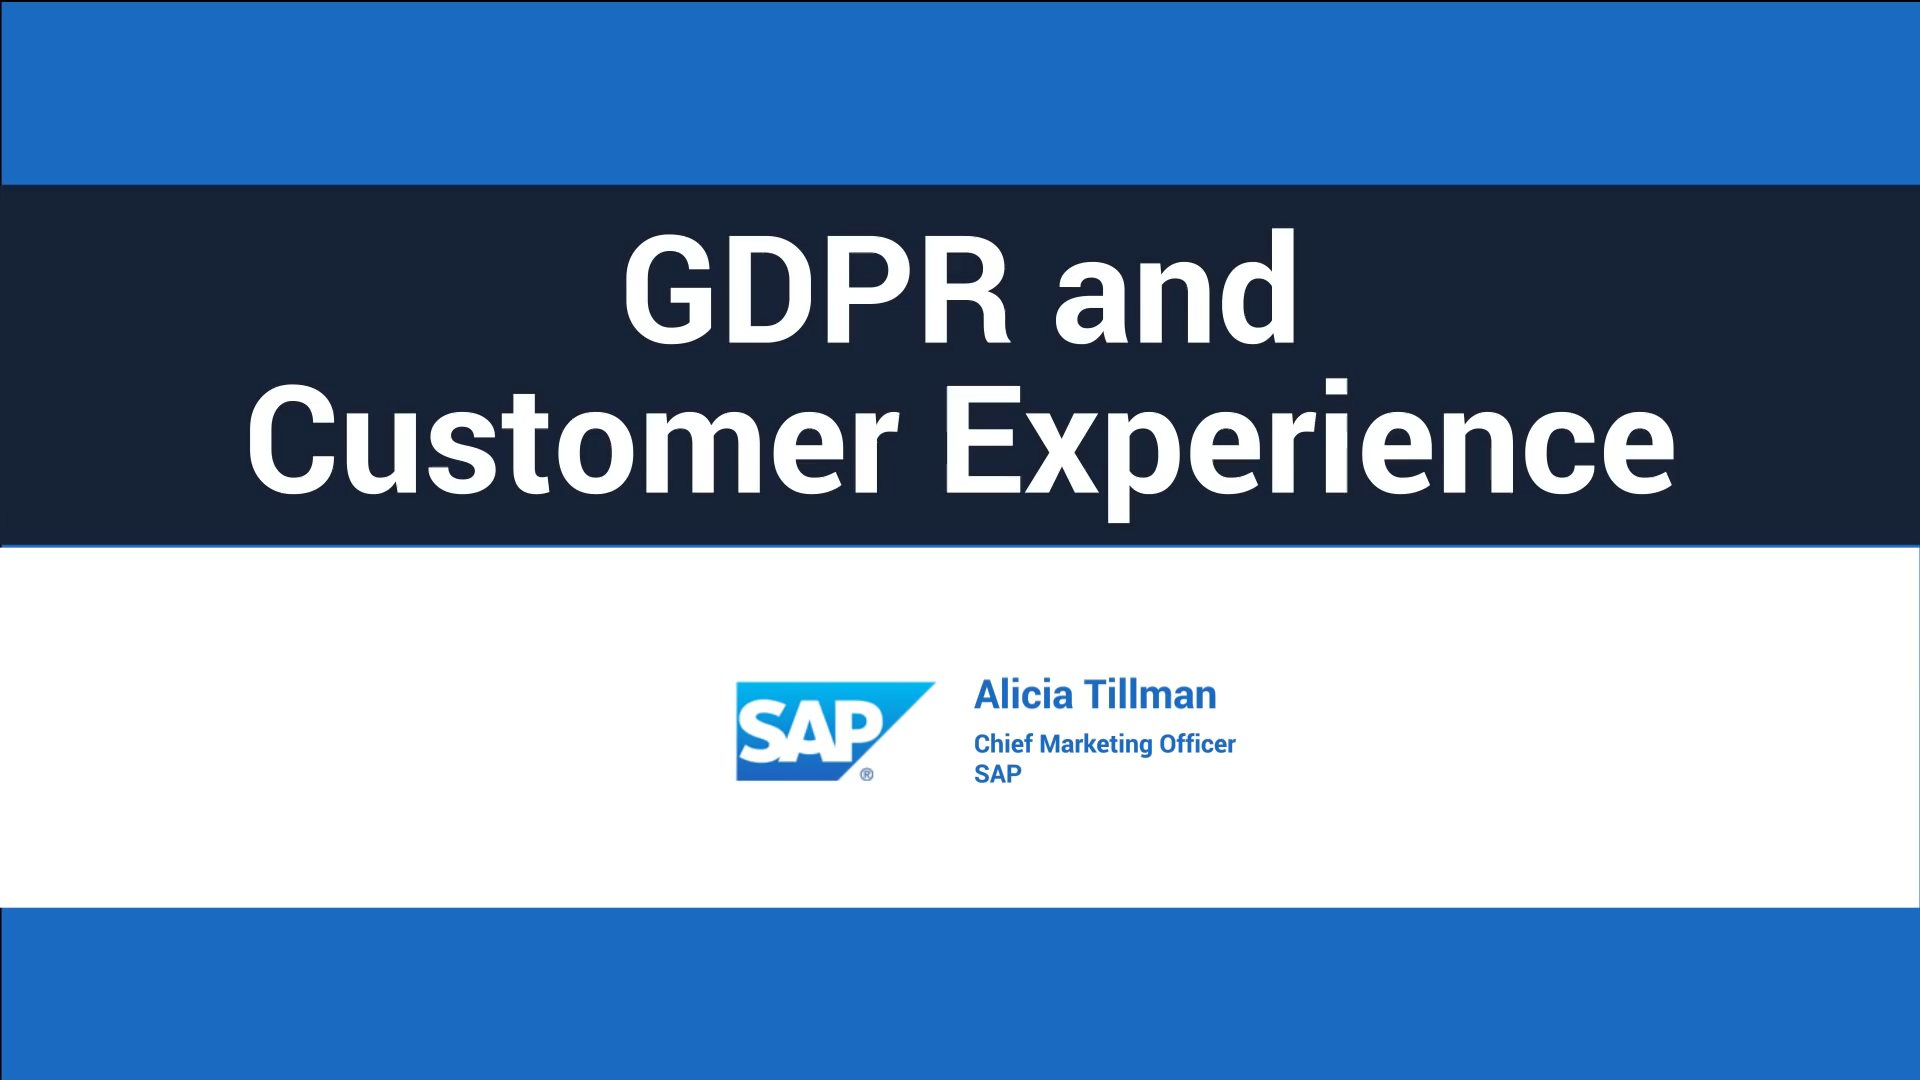 GDPR and
Customer Experience
SAP ®
Alicia Tillman
Chief Marketing Officer
SAP